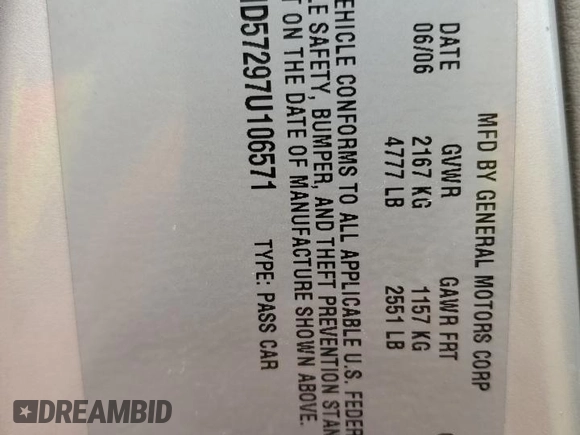 MFD BY GENERAL MOTORS CORP
DATE GVWR GAWR FRT
06/06 2167 KG 1157 KG
4777 LB 2551 LB
VEHICLE CONFORMS TO ALL APPLICABLE U.S. FEDER
LE SAFETY, BUMPER, AND THEFT PREVENTION STAN
T ON THE DATE OF MANUFACTURE SHOWN ABOVE.
D57297U106571 TYPE: PASS CAR
DREAMBID